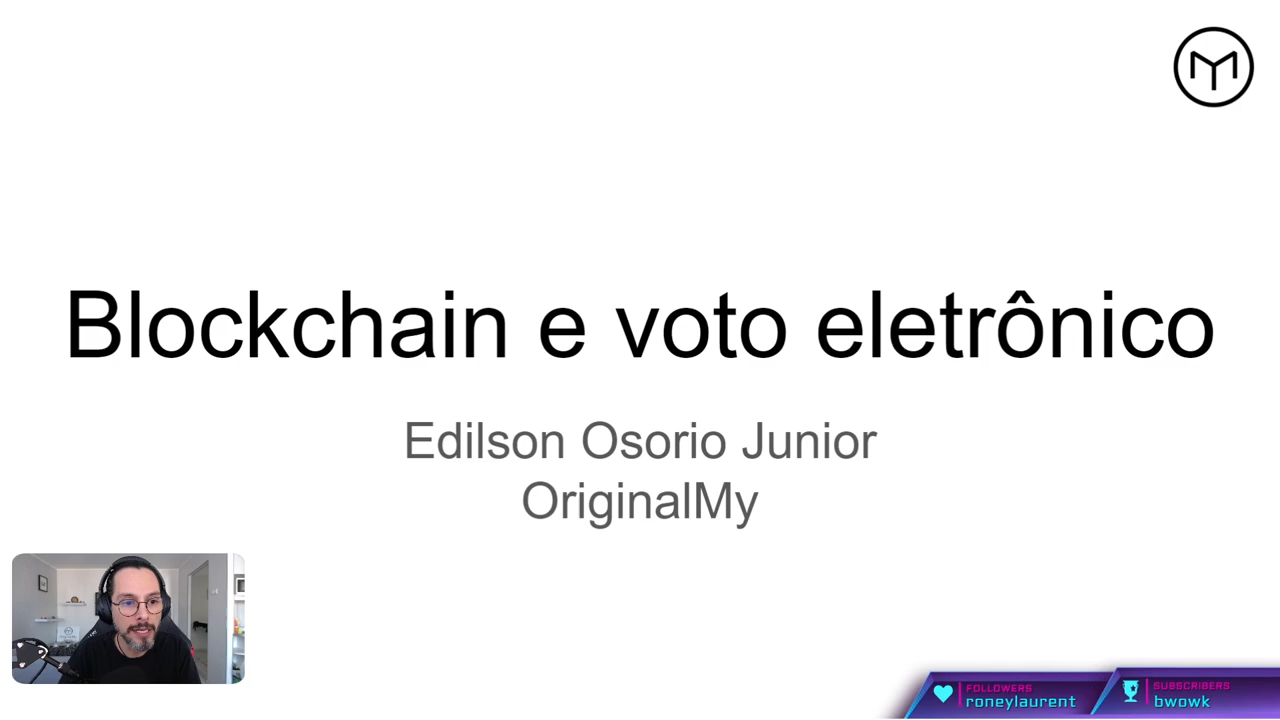 Blockchain e voto eletrônico
Edilson Osorio Junior
OriginalMy
FOLLOWERS
roneylaurent
SUBSCRIBERS
bwowk